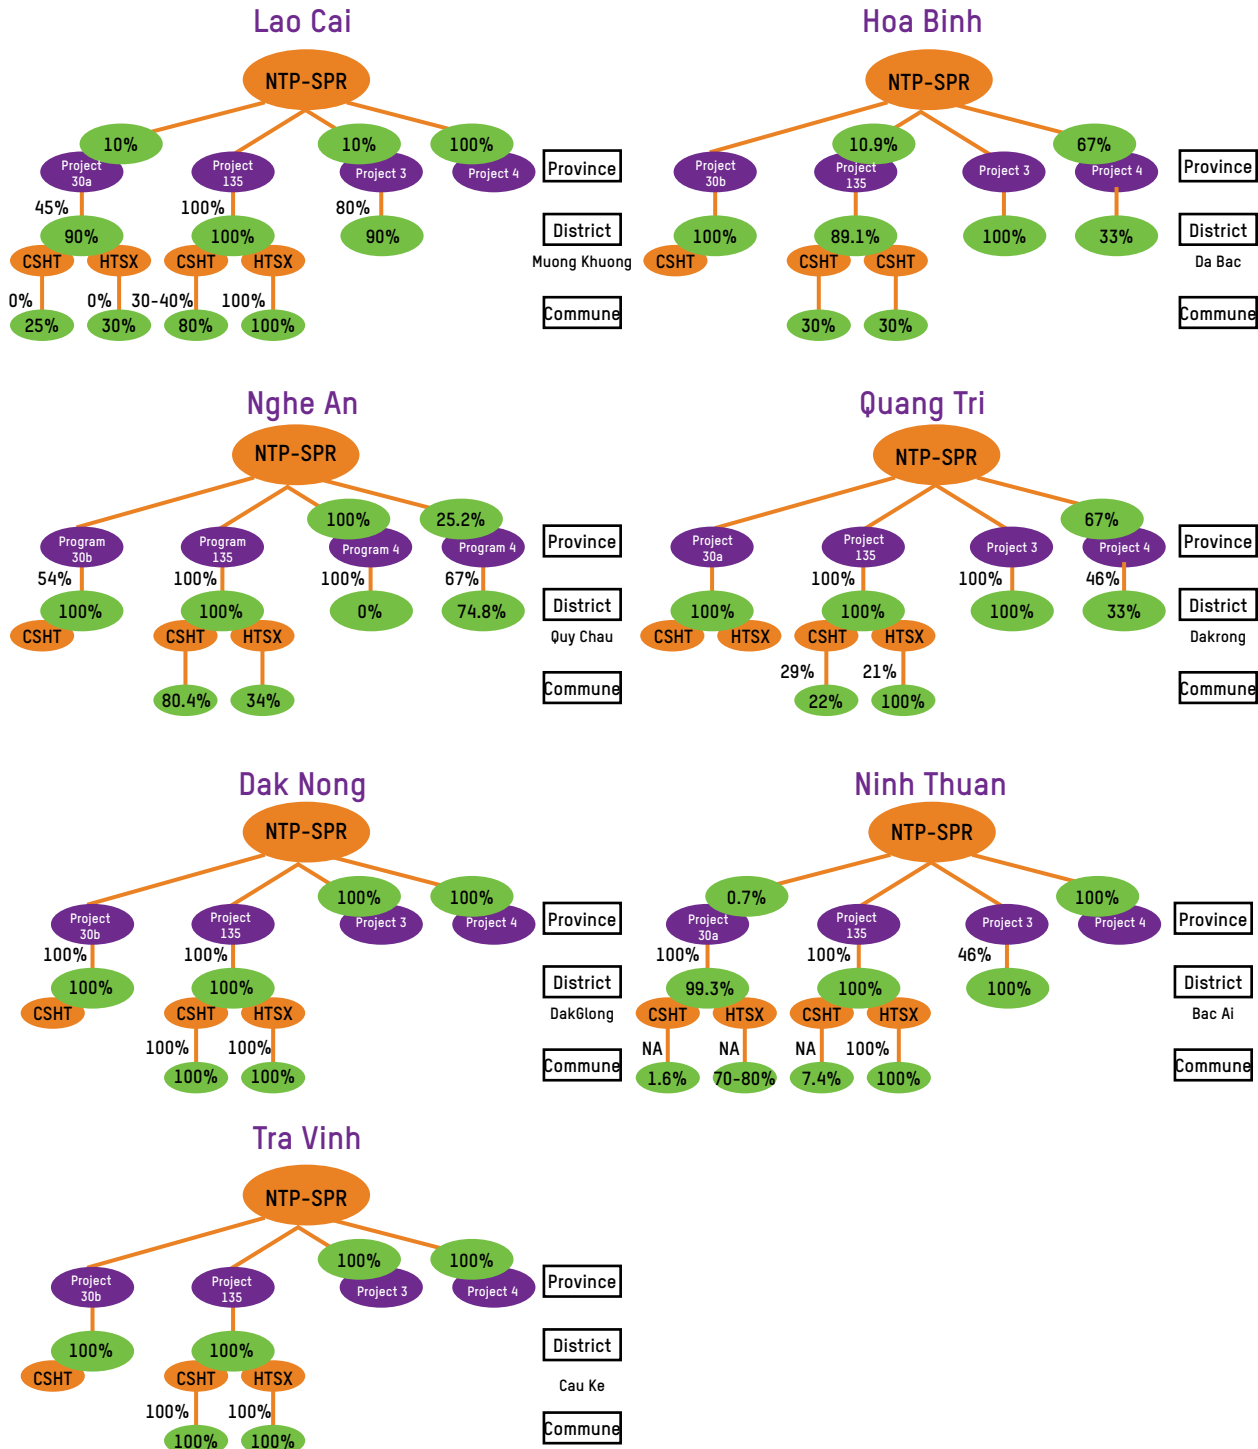 Lao Cai
NTP-SPR
10%
10%
100%
Project
30a
Project
135
Project 3
Project 4
Province
45%
100%
80%
90%
100%
90%
District
CSHT
HTSX
CSHT
HTSX
Muong Khuong
0%
0%
30-40%
100%
25%
30%
80%
100%
Commune
Hoa Binh
NTP-SPR
10.9%
67%
Project
30b
Project
135
Project 3
Project 4
Province
100%
89.1%
100%
33%
District
CSHT
CSHT
CSHT
Da Bac
30%
30%
Commune
Nghe An
NTP-SPR
100%
25.2%
Program
30b
Program
135
Program 4
Program 4
Province
54%
100%
100%
67%
100%
100%
0%
74.8%
District
CSHT
CSHT
HTSX
Quy Chau
80.4%
34%
Commune
Quang Tri
NTP-SPR
67%
Project
30a
Project
135
Project 3
Project 4
Province
100%
100%
46%
100%
100%
100%
33%
District
CSHT
HTSX
CSHT
HTSX
Dakrong
29%
21%
22%
100%
Commune
Dak Nong
NTP-SPR
100%
100%
Project
30b
Project
135
Project 3
Project 4
Province
100%
100%
100%
100%
District
CSHT
CSHT
HTSX
DakGlong
100%
100%
100%
100%
Commune
Ninh Thuan
NTP-SPR
0.7%
100%
Project
30a
Project
135
Project 3
Project 4
Province
100%
100%
46%
99.3%
100%
100%
District
CSHT
HTSX
CSHT
HTSX
Bac Ai
NA
NA
NA
100%
1.6%
70-80%
7.4%
100%
Commune
Tra Vinh
NTP-SPR
100%
100%
Project
30b
Project
135
Project 3
Project 4
Province
100%
100%
District
CSHT
CSHT
HTSX
Cau Ke
100%
100%
100%
100%
Commune